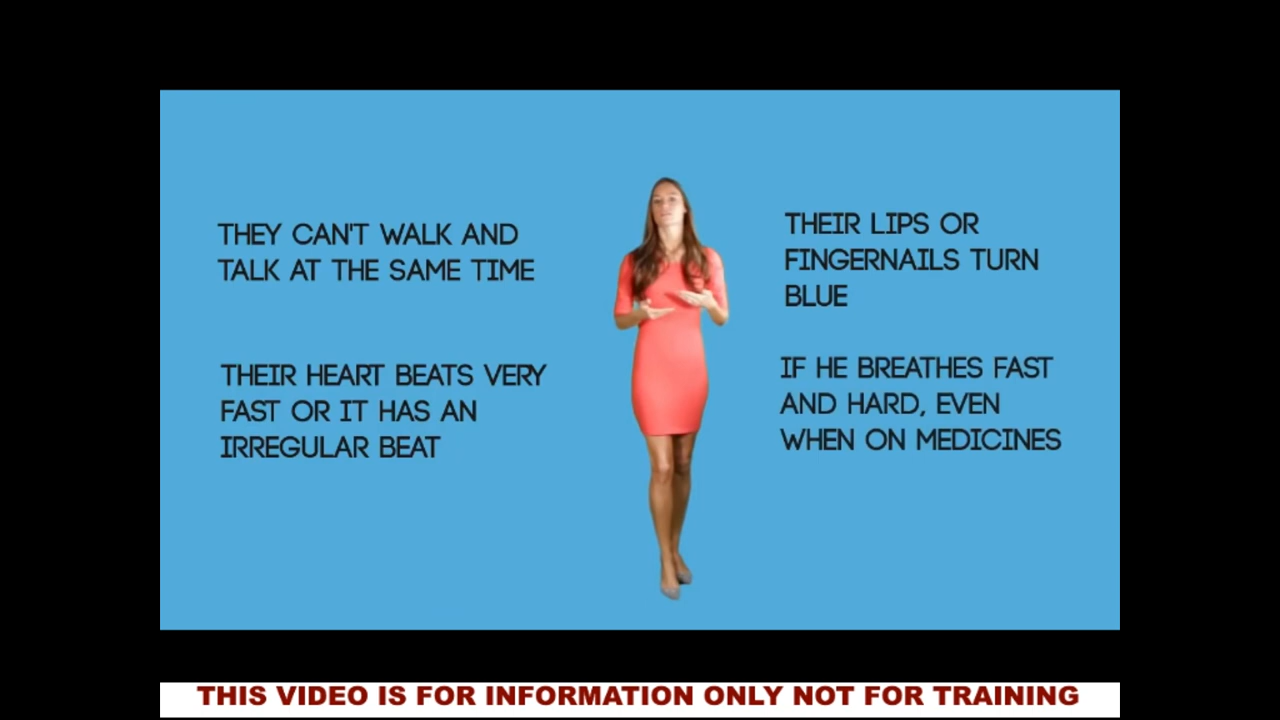 THEY CAN'T WALK AND
TALK AT THE SAME TIME
THEIR HEART BEATS VERY
FAST OR IT HAS AN
IRREGULAR BEAT
THEIR LIPS OR
FINGERNAILS TURN
BLUE
IF HE BREATHES FAST
AND HARD, EVEN
WHEN ON MEDICINES
THIS VIDEO IS FOR INFORMATION ONLY NOT FOR TRAINING